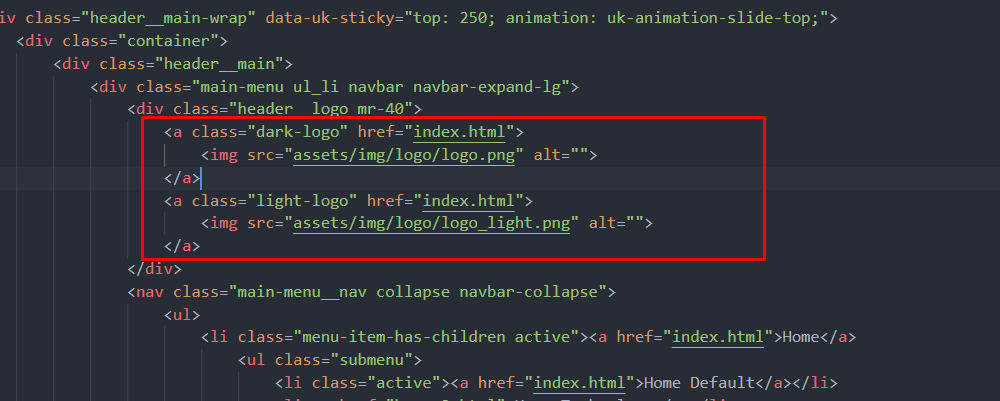 iv class="header__main-wrap" data-uk-sticky="top: 250; animation: uk-animation-slide-top;">
<div class="container">
<div class="header__main">
<div class="main-menu ul_li navbar navbar-expand-lg">
<div class="header__logo mr-40">
<a class="dark-logo" href="index.html">
<img src="assets/img/logo/logo.png" alt="">
</a>
<a class="light-logo" href="index.html">
<img src="assets/img/logo/logo_light.png" alt="">
</a>
</div>
<nav class="main-menu__nav collapse navbar-collapse">
<ul>
<li class="menu-item-has-children active"><a href="index.html">Home</a>
<ul class="submenu">
<li class="active"><a href="index.html">Home Default</a></li>